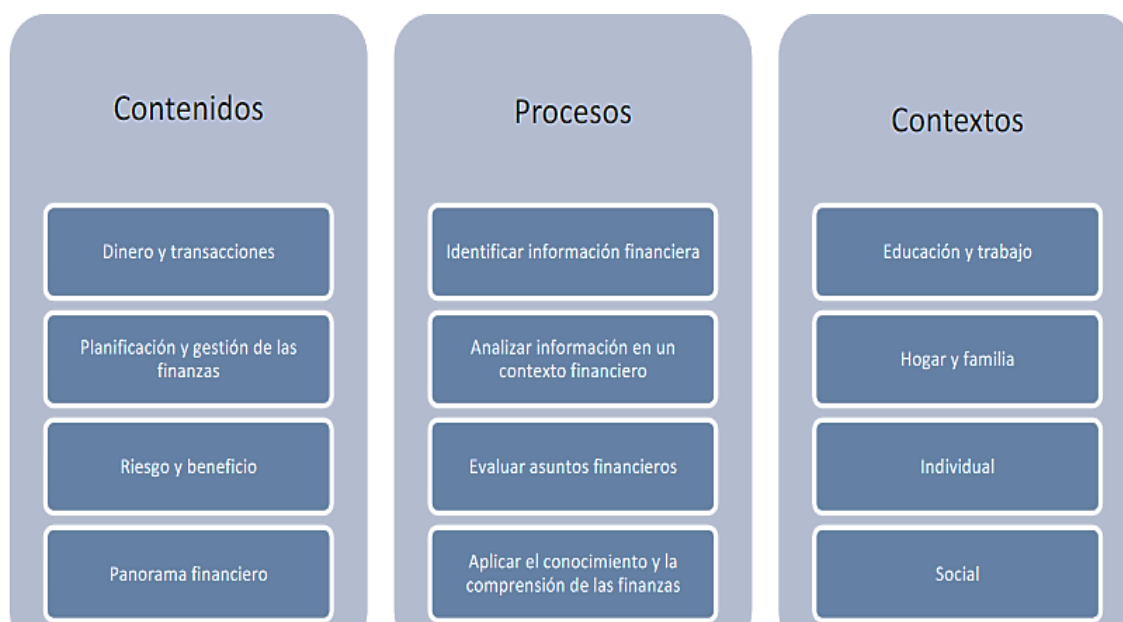 Contenidos
Dinero y transacciones
Planificación y gestión de las
finanzas
Riesgo y beneficio
Panorama financiero
Procesos
Identificar información financiera
Analizar información en un
contexto financiero
Evaluar asuntos financieros
Aplicar el conocimiento y la
comprensión de las finanzas
Contextos
Educación y trabajo
Hogar y familia
Individual
Social